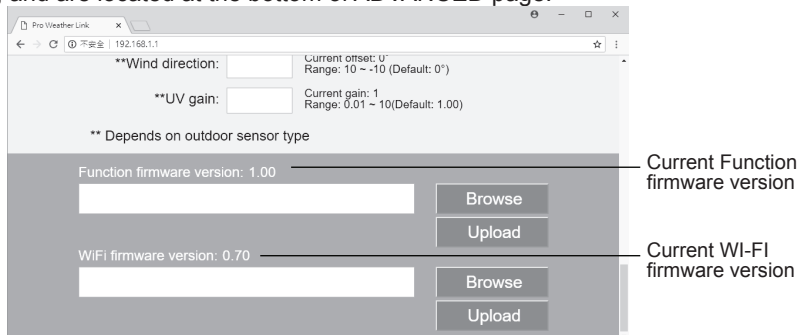 and are located at the bottom of ADVANCED page.
Pro Weather Link
不安全 | 192.168.1.1
**Wind direction:
Current offset: 0°
Range: 10 ~ -10 (Default: 0°)
**UV gain:
Current gain: 1
Range: 0.01 ~ 10(Default: 1.00)
** Depends on outdoor sensor type
Function firmware version: 1.00
Current Function
firmware version
Browse
Upload
WiFi firmware version: 0.70
Current WI-FI
firmware version
Browse
Upload